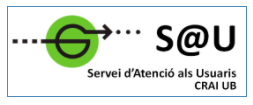 S@U
Servei d'Atenció als Usuaris
CRAI UB